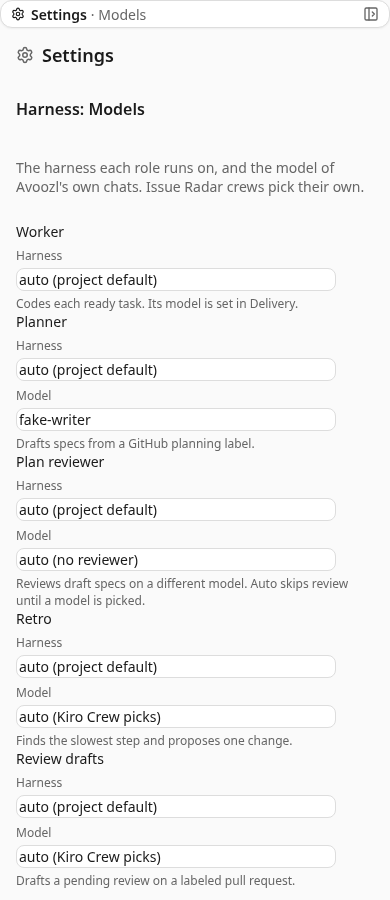 Settings · Models
Settings
Harness: Models
The harness each role runs on, and the model of
Avoozl's own chats. Issue Radar crews pick their own.
Worker
Harness
auto (project default)
Codes each ready task. Its model is set in Delivery.
Planner
Harness
auto (project default)
Model
fake-writer
Drafts specs from a GitHub planning label.
Plan reviewer
Harness
auto (project default)
Model
auto (no reviewer)
Reviews draft specs on a different model. Auto skips review
until a model is picked.
Retro
Harness
auto (project default)
Model
auto (Kiro Crew picks)
Finds the slowest step and proposes one change.
Review drafts
Harness
auto (project default)
Model
auto (Kiro Crew picks)
Drafts a pending review on a labeled pull request.